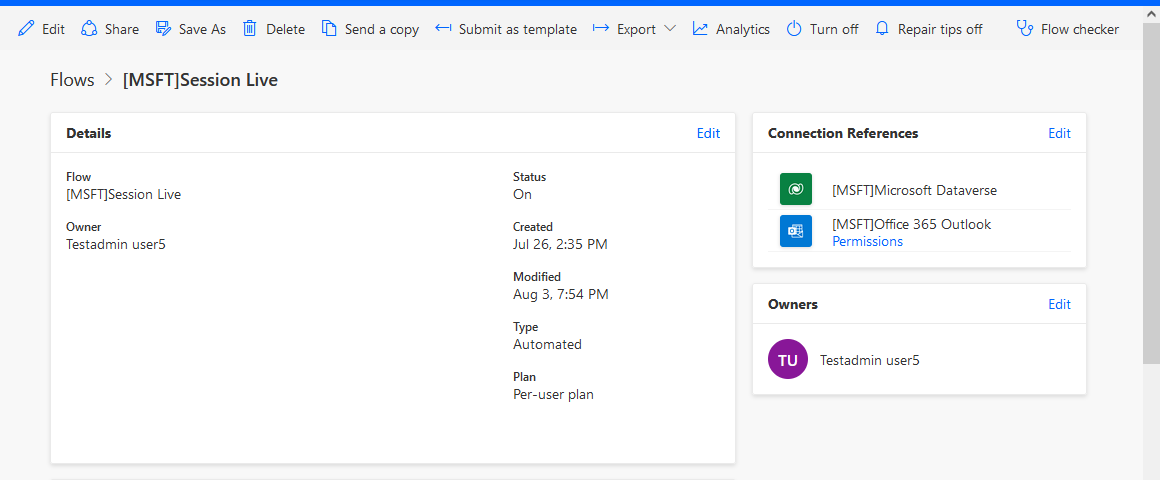 Edit Share Save As Delete Send a copy Submit as template Export Analytics Turn off Repair tips off Flow checker
Flows > [MSFT]Session Live
Details Edit
Flow
[MSFT]Session Live
Owner
Testadmin user5
Status
On
Created
Jul 26, 2:35 PM
Modified
Aug 3, 7:54 PM
Type
Automated
Plan
Per-user plan
Connection References Edit
[MSFT]Microsoft Dataverse
[MSFT]Office 365 Outlook
Permissions
Owners Edit
TU Testadmin user5